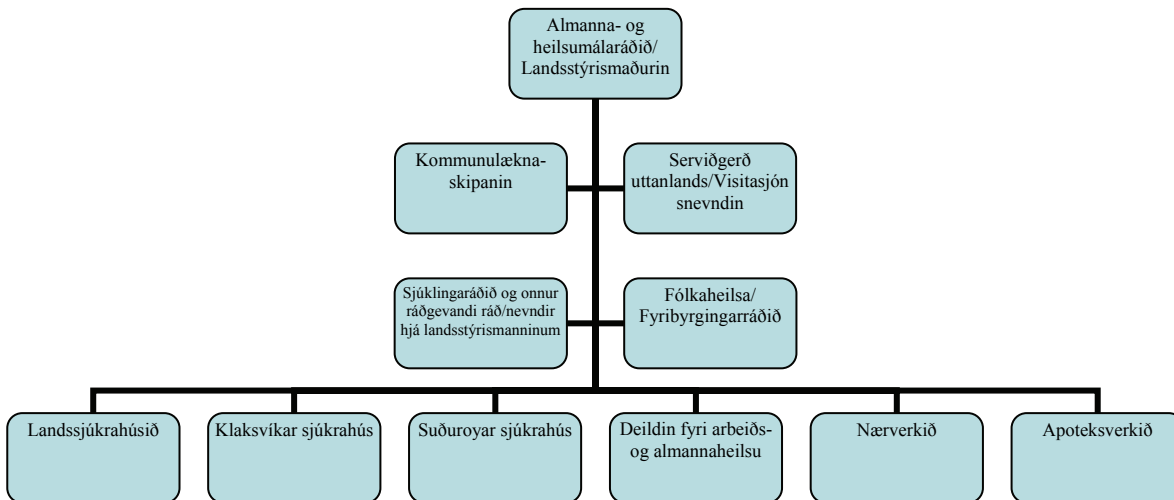 Almanna- og
heilsumálaráðið/
Landsstýrismaðurin
Kommunulækna-
skipanin
Serviðgerð
uttanlands/Visitasjón
snevndin
Sjúklingaráðið og onnur
ráðgevandi ráð/nevndir
hjá landsstýrismanninum
Fólkaheilsa/
Fyribyrgingarráðið
Landssjúkrahúsið
Klaksvíkar sjúkrahús
Suðuroyar sjúkrahús
Deildin fyri arbeiðs-
og almannaheilsu
Nærverkið
Apoteksverkið